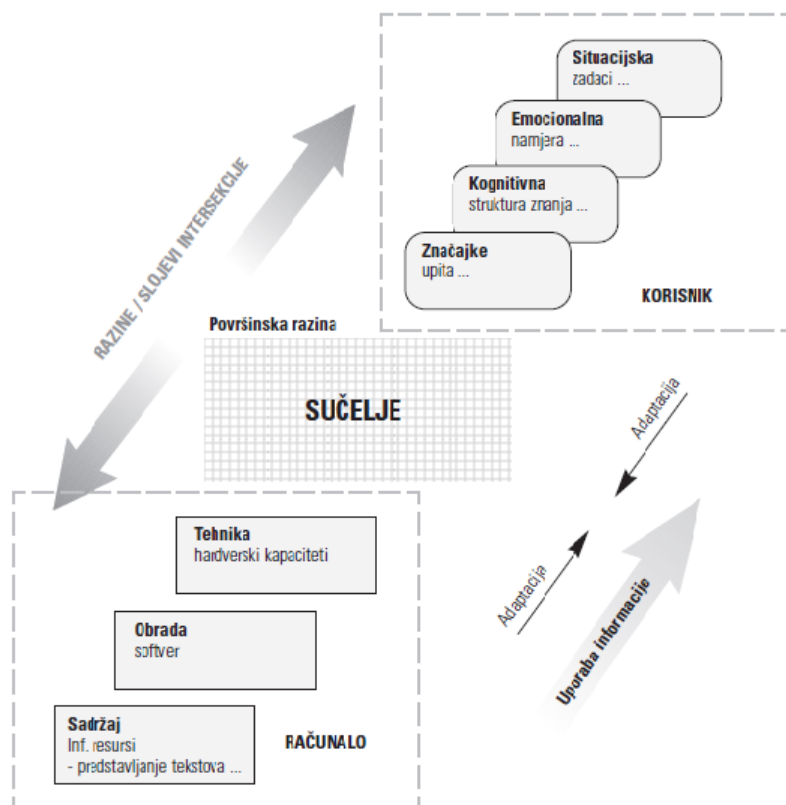 Situacijska
zadaci ...
Emocionalna
namjera ...
Kognitivna
struktura znanja ...
Značajke
upita ...
KORISNIK
RAZINE / SLOJEVI INTERSEKCIJE
Površinska razina
SUČELJE
Adaptacija
Adaptacija
Uporaba informacije
Tehnika
hardverski kapaciteti
Obrada
softver
Sadržaj
Inf. resursi
- predstavljanje tekstova ...
RAČUNALO